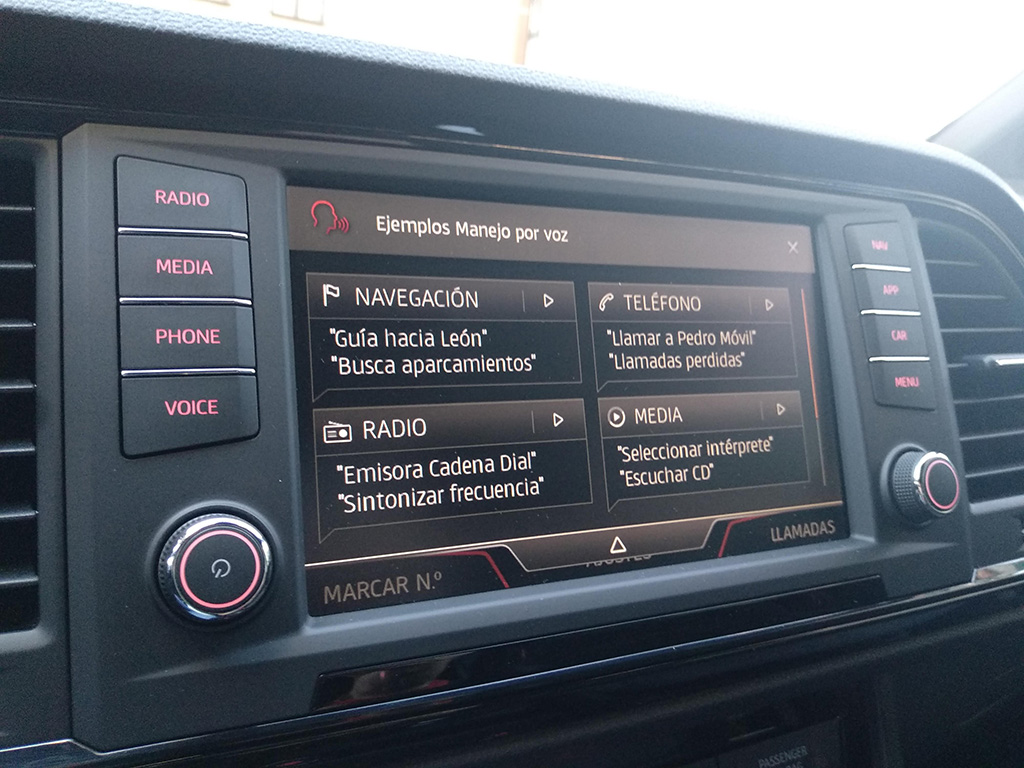 RADIO
MEDIA
PHONE
VOICE
Ejemplos Manejo por voz
NAVEGACIÓN
"Guía hacia León"
"Busca aparcamientos"
TELÉFONO
"Llamar a Pedro Móvil"
"Llamadas perdidas"
RADIO
"Emisora Cadena Dial"
"Sintonizar frecuencia"
MEDIA
"Seleccionar intérprete"
"Escuchar CD"
MARCAR N.º
LLAMADAS
NAV
APP
CAR
MENU
PASSENGER